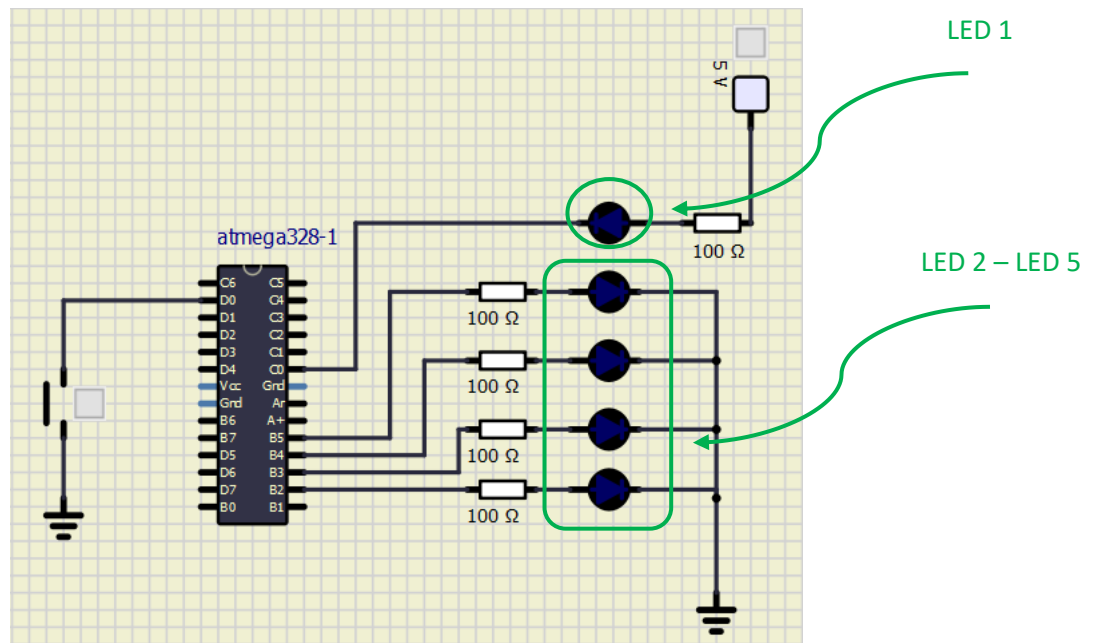 LED 1
5 V
100 Ω
atmega328-1
LED 2 – LED 5
C6 C5
D0 C4
100 Ω
D1 C3
D2 C2
D3 C1
100 Ω
D4 C0
Vcc Gnd
Gnd Ar
B6 A+
B7 B5
100 Ω
D5 B4
D6 B3
D7 B2
B0 B1
100 Ω